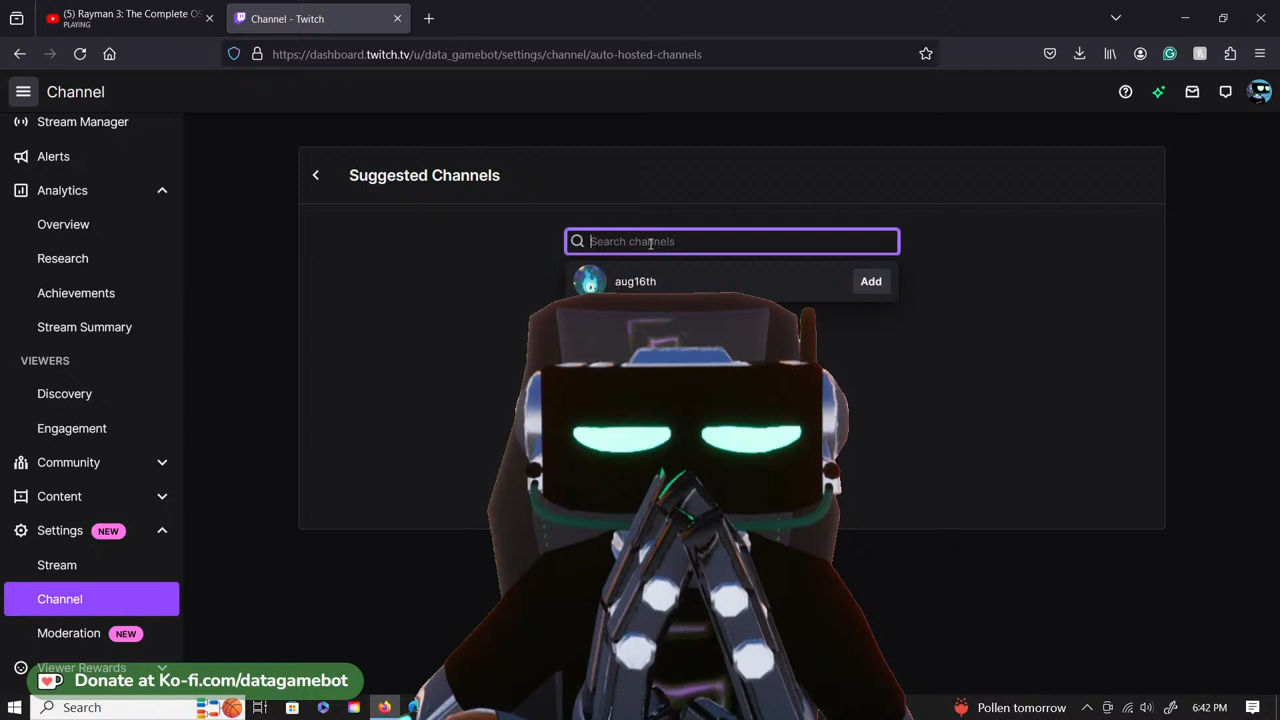 (5) Rayman 3: The Complete OS
PLAYING
Channel - Twitch
https://dashboard.twitch.tv/u/data_gamebot/settings/channel/auto-hosted-channels
Channel
Stream Manager
Alerts
Analytics
Overview
Research
Achievements
Stream Summary
VIEWERS
Discovery
Engagement
Community
Content
Settings NEW
Stream
Channel
Moderation NEW
Viewer Rewards
Suggested Channels
Search channels
aug16th
Add
Donate at Ko-fi.com/datagamebot
Search
Pollen tomorrow
6:42 PM